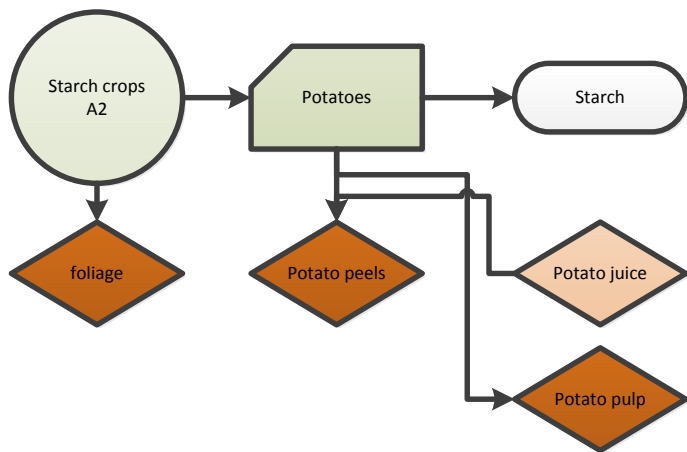 Starch crops
A2
Potatoes
Starch
foliage
Potato peels
Potato juice
Potato pulp